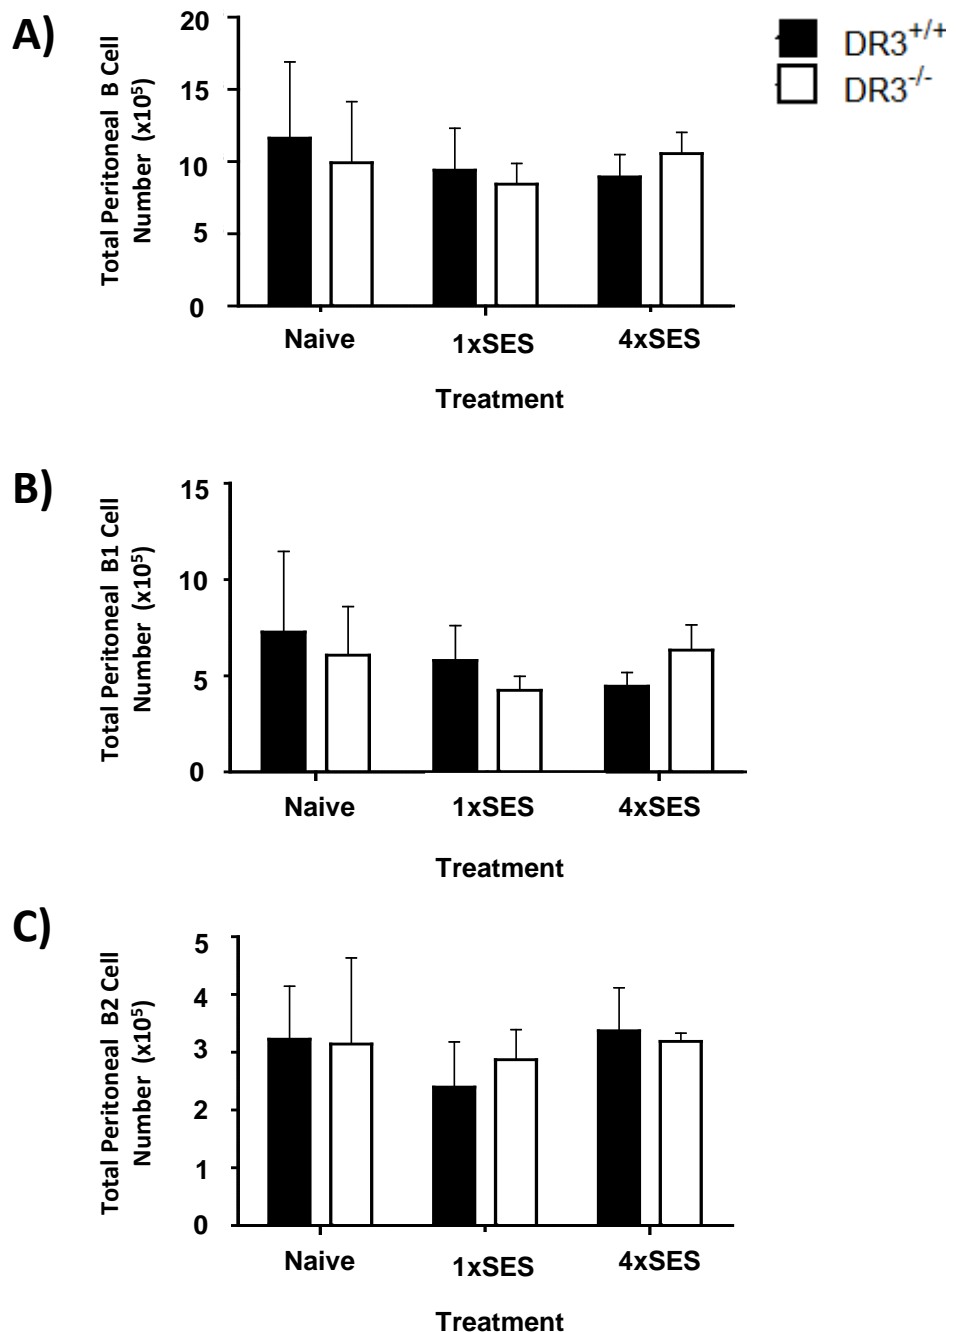 A)
Total Peritoneal B Cell
Number (x10⁵)
20
15
10
5
0
Naive
1xSES
4xSES
Treatment
DR3+/+
DR3-/-
B)
Total Peritoneal B1 Cell
Number (x10⁵)
15
10
5
0
Naive
1xSES
4xSES
Treatment
C)
Total Peritoneal B2 Cell
Number (x10⁵)
5
4
3
2
1
0
Naive
1xSES
4xSES
Treatment